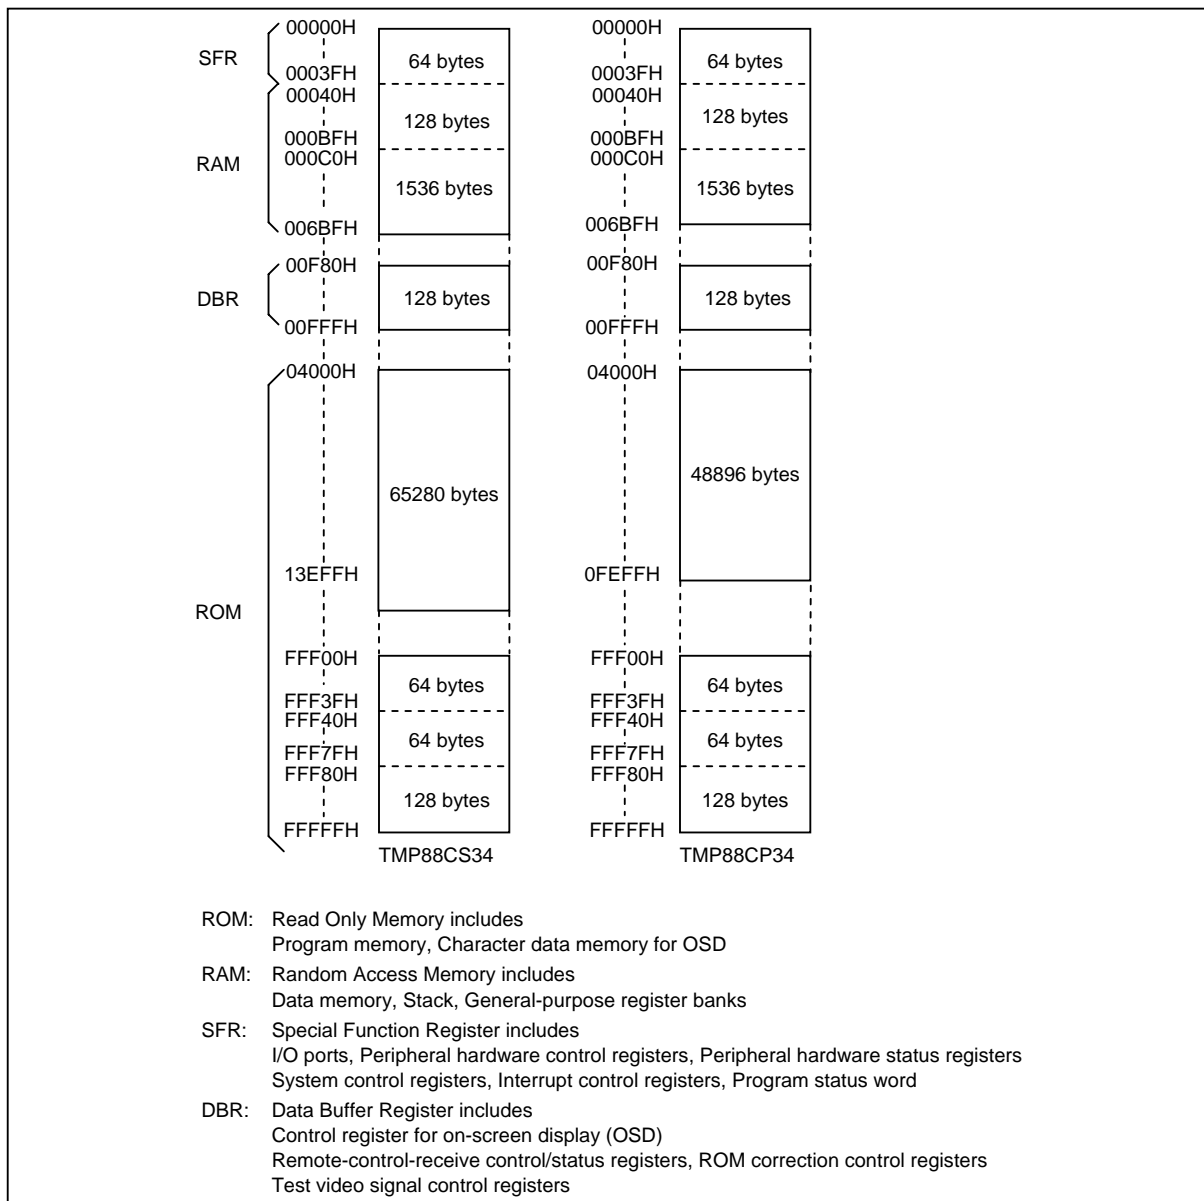 00000H 00000H
SFR 64 bytes 64 bytes
0003FH 0003FH
00040H 00040H
128 bytes 128 bytes
000BFH 000BFH
000C0H 000C0H
RAM 1536 bytes 1536 bytes
006BFH 006BFH
00F80H 00F80H
DBR 128 bytes 128 bytes
00FFFH 00FFFH
04000H 04000H
65280 bytes 48896 bytes
13EFFH 0FEFFH
ROM
FFF00H FFF00H
64 bytes 64 bytes
FFF3FH FFF3FH
FFF40H FFF40H
64 bytes 64 bytes
FFF7FH FFF7FH
FFF80H FFF80H
128 bytes 128 bytes
FFFFFH FFFFFH
TMP88CS34 TMP88CP34
ROM: Read Only Memory includes
Program memory, Character data memory for OSD
RAM: Random Access Memory includes
Data memory, Stack, General-purpose register banks
SFR: Special Function Register includes
I/O ports, Peripheral hardware control registers, Peripheral hardware status registers
System control registers, Interrupt control registers, Program status word
DBR: Data Buffer Register includes
Control register for on-screen display (OSD)
Remote-control-receive control/status registers, ROM correction control registers
Test video signal control registers